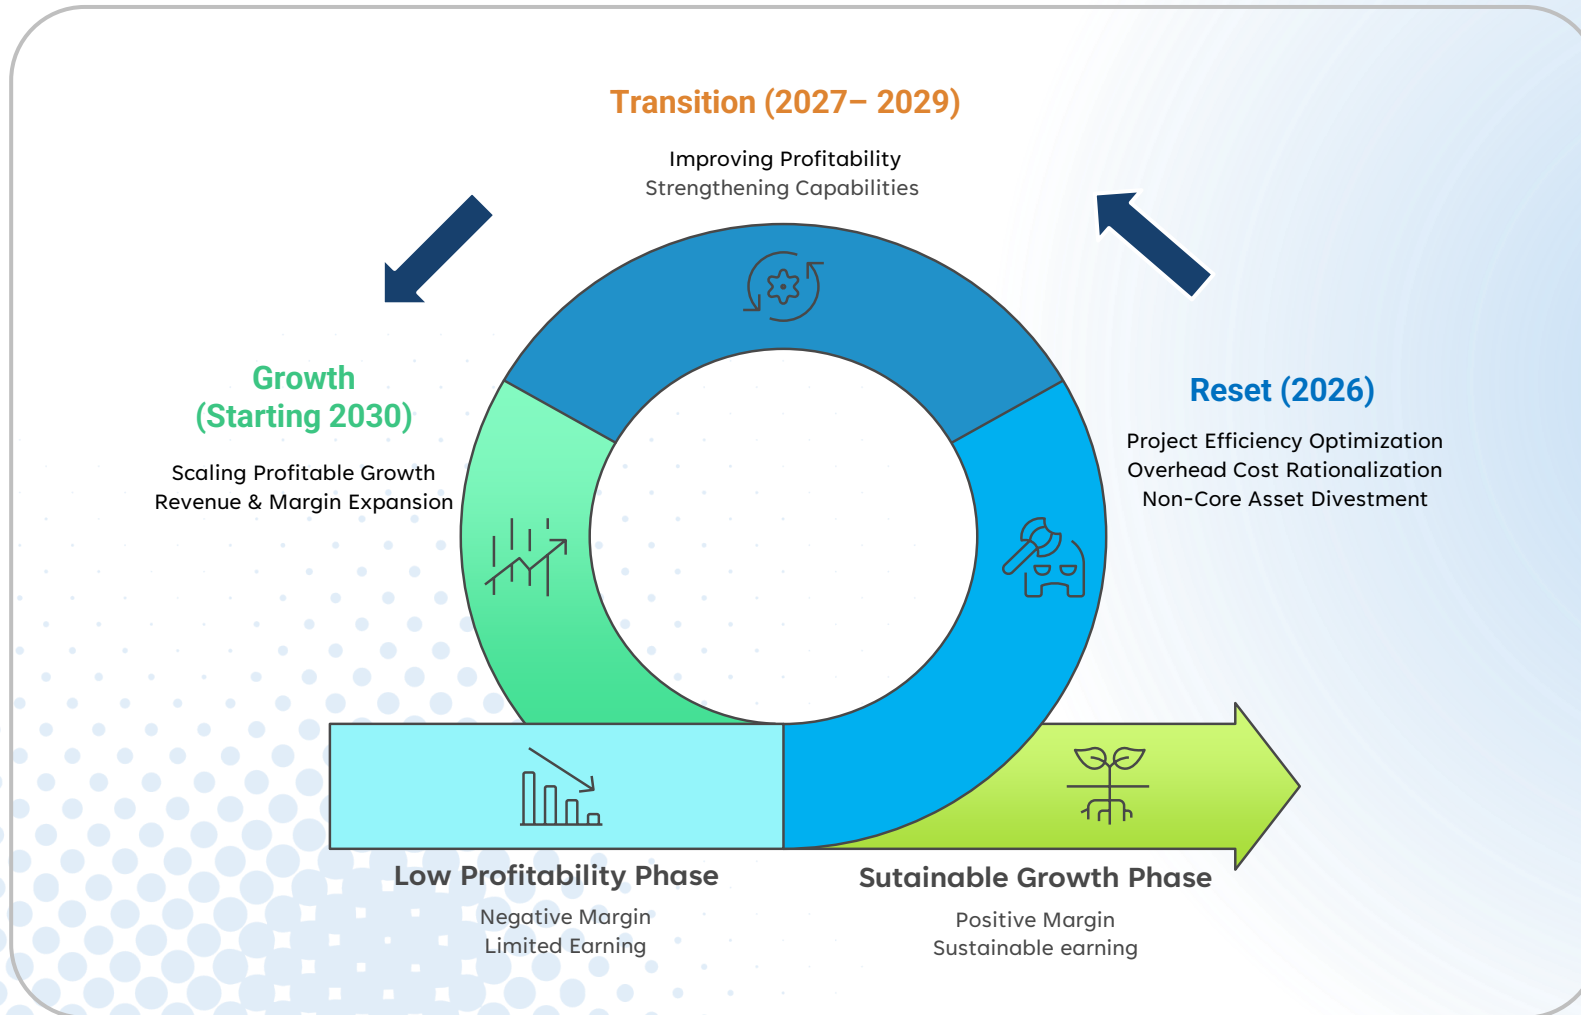 Transition (2027– 2029)
Improving Profitability
Strengthening Capabilities
Growth
(Starting 2030)
Scaling Profitable Growth
Revenue & Margin Expansion
Reset (2026)
Project Efficiency Optimization
Overhead Cost Rationalization
Non-Core Asset Divestment
Low Profitability Phase
Negative Margin
Limited Earning
Sutainable Growth Phase
Positive Margin
Sustainable earning